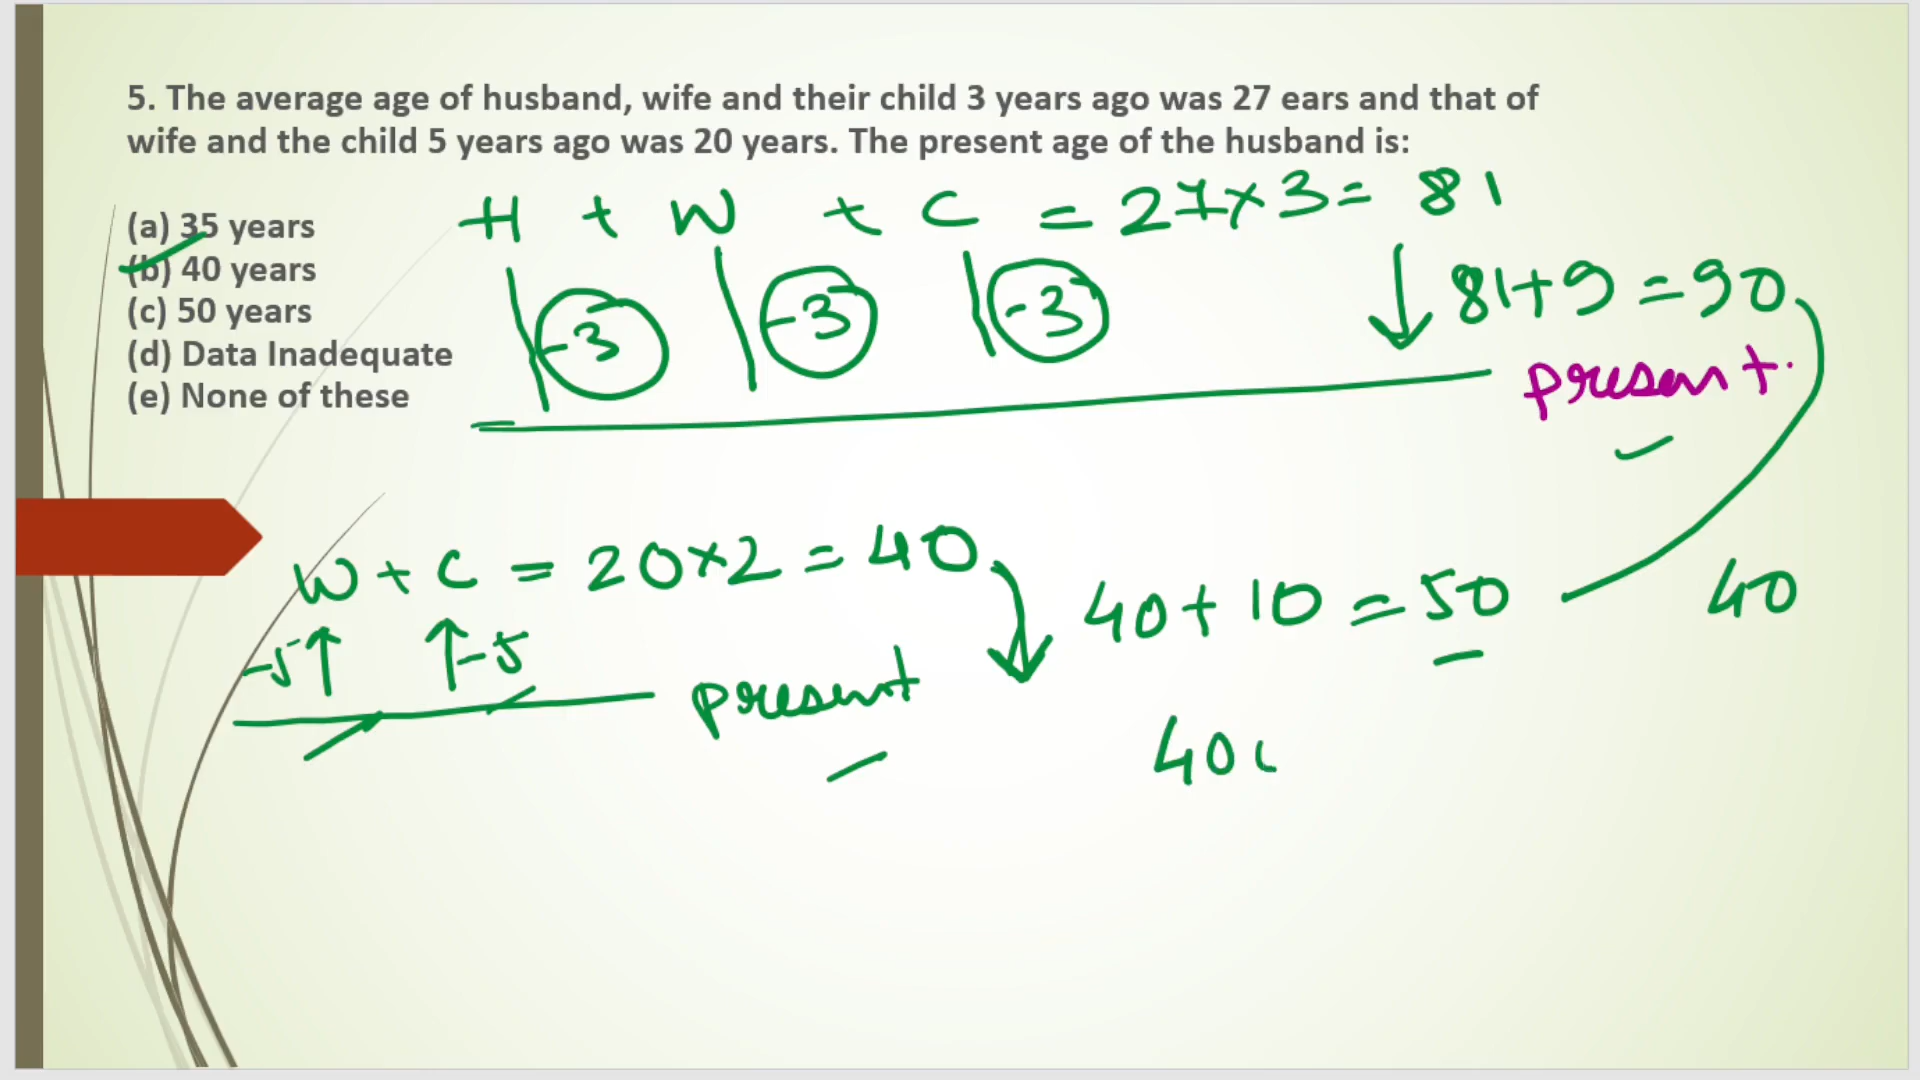 5. The average age of husband, wife and their child 3 years ago was 27 ears and that of
wife and the child 5 years ago was 20 years. The present age of the husband is:
(a) 35 years
(b) 40 years
(c) 50 years
(d) Data Inadequate
(e) None of these
H + W + C = 27×3 = 81
-3 -3 -3
81+9 = 90
present
W + C = 20×2 = 40
-5 -5
present
40+10 = 50
40
40